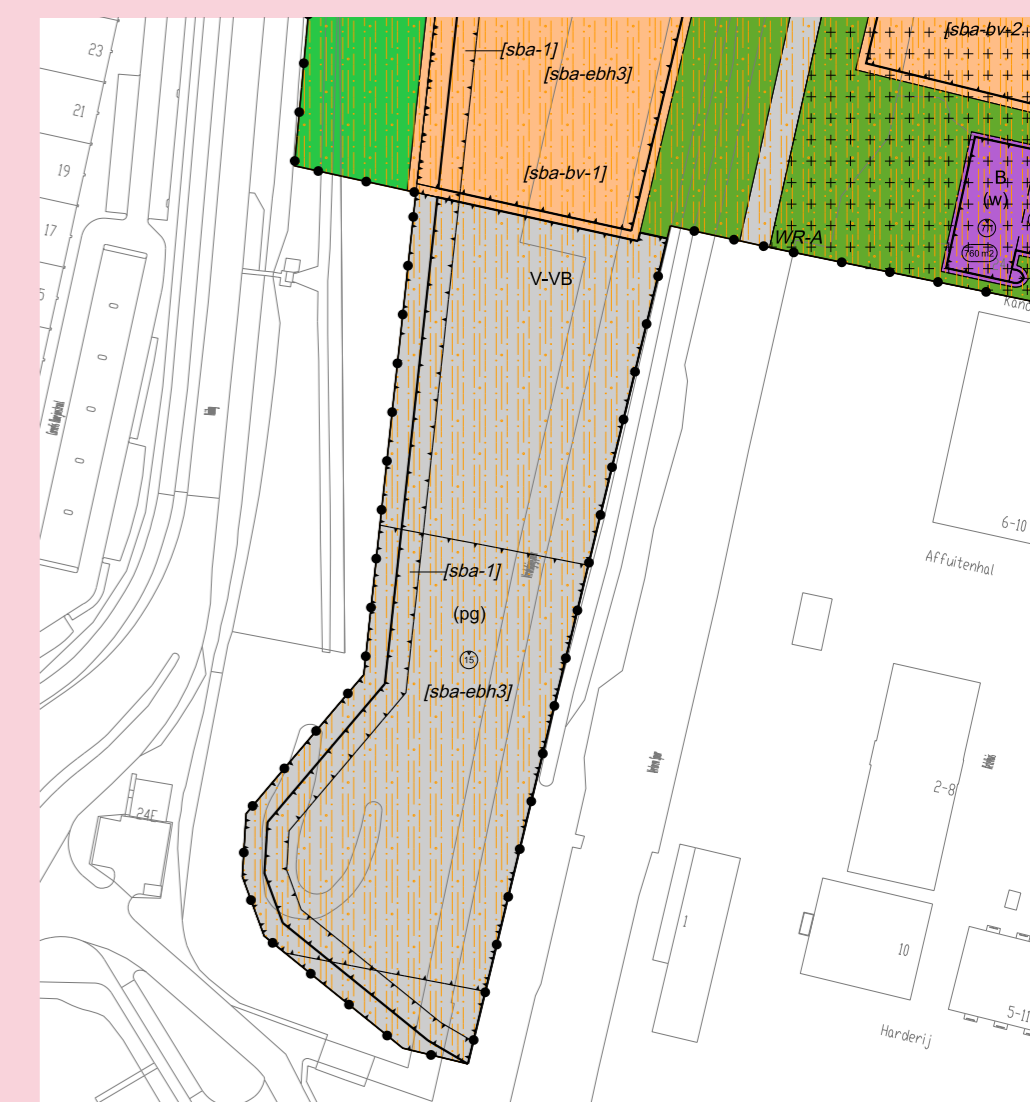 23
[sba-1]
[sba-bv-2.
[sba-ebh3]
21
19
[sba-bv-1]
B
(w)
17
WR-A
760 m2
V-VB
6-10
Affuitenhal
[sba-1]
(pg)
15
[sba-ebh3]
2-8
24F
1
10
5-11
Harderij